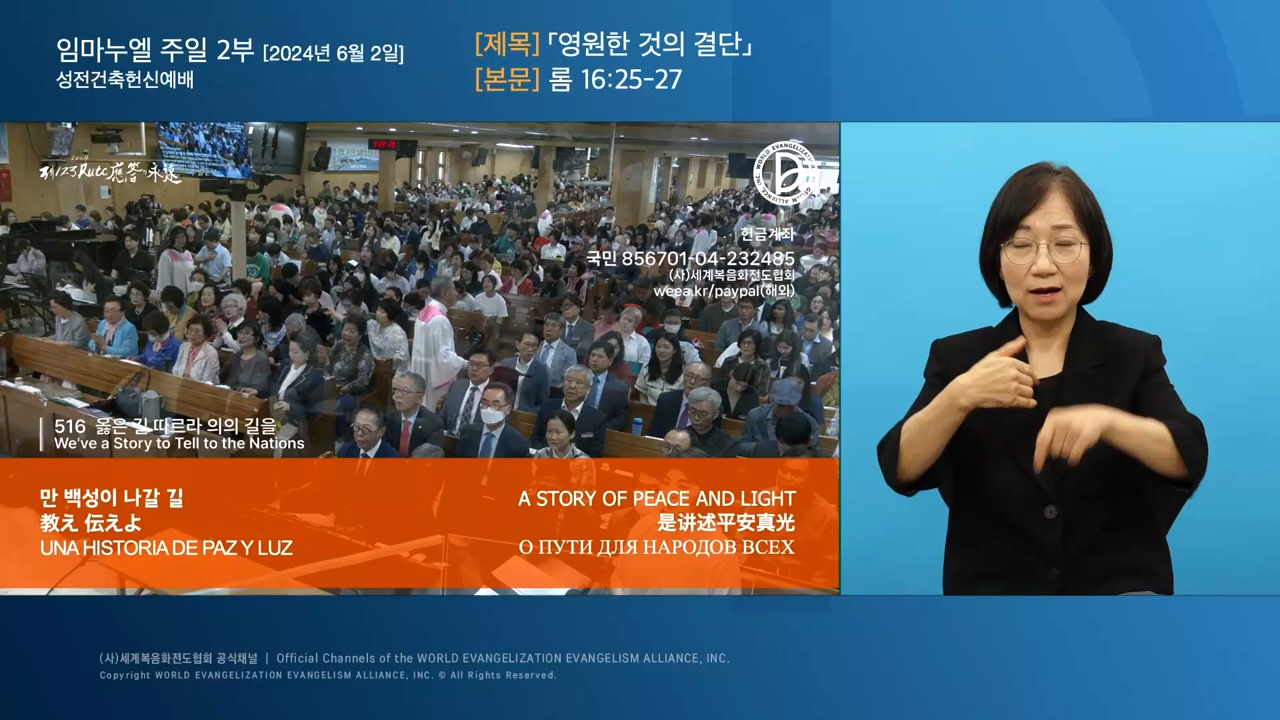 임마누엘 주일 2부 [2024년 6월 2일]
성전건축헌신예배
[제목]「영원한 것의 결단」
[본문] 롬 16:25-27
헌금계좌
국민 856701-04-232485
(사)세계복음화전도협회
weea.kr/paypal(해외)
516 옳은 길 따르라 의의 길을
We've a Story to Tell to the Nations
만 백성이 나갈 길
教え 伝えよ
UNA HISTORIA DE PAZ Y LUZ
A STORY OF PEACE AND LIGHT
是讲述平安真光
О ПУТИ ДЛЯ НАРОДОВ ВСЕХ
(사)세계복음화전도협회 공식채널 | Official Channels of the WORLD EVANGELIZATION EVANGELISM ALLIANCE, INC.
Copyright WORLD EVANGELIZATION EVANGELISM ALLIANCE, INC. © All Rights Reserved.